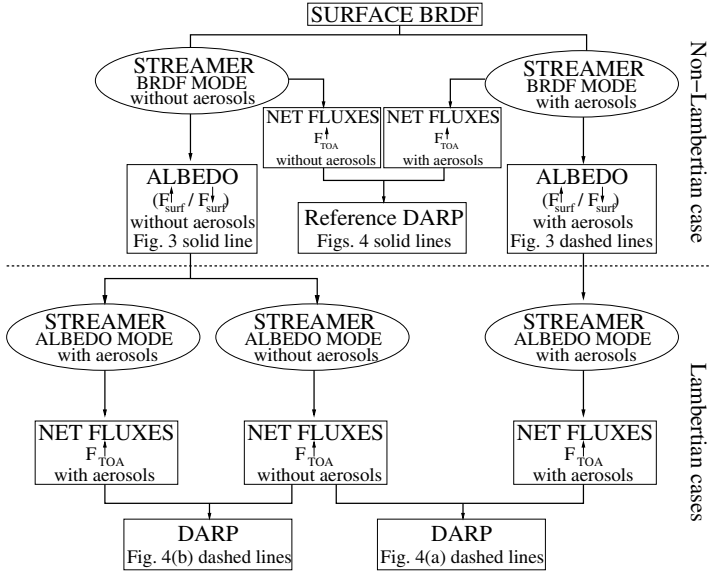 SURFACE BRDF
STREAMER
BRDF MODE
without aerosols
STREAMER
BRDF MODE
with aerosols
NET FLUXES
F↑TOA
without aerosols
NET FLUXES
F↑TOA
with aerosols
ALBEDO
(F↑surf / F↓surf)
without aerosols
Fig. 3 solid line
Reference DARP
Figs. 4 solid lines
ALBEDO
(F↑surf / F↓surf)
with aerosols
Fig. 3 dashed lines
Non–Lambertian case
STREAMER
ALBEDO MODE
with aerosols
STREAMER
ALBEDO MODE
without aerosols
STREAMER
ALBEDO MODE
with aerosols
NET FLUXES
F↑TOA
with aerosols
NET FLUXES
F↑TOA
without aerosols
NET FLUXES
F↑TOA
with aerosols
DARP
Fig. 4(b) dashed lines
DARP
Fig. 4(a) dashed lines
Lambertian cases